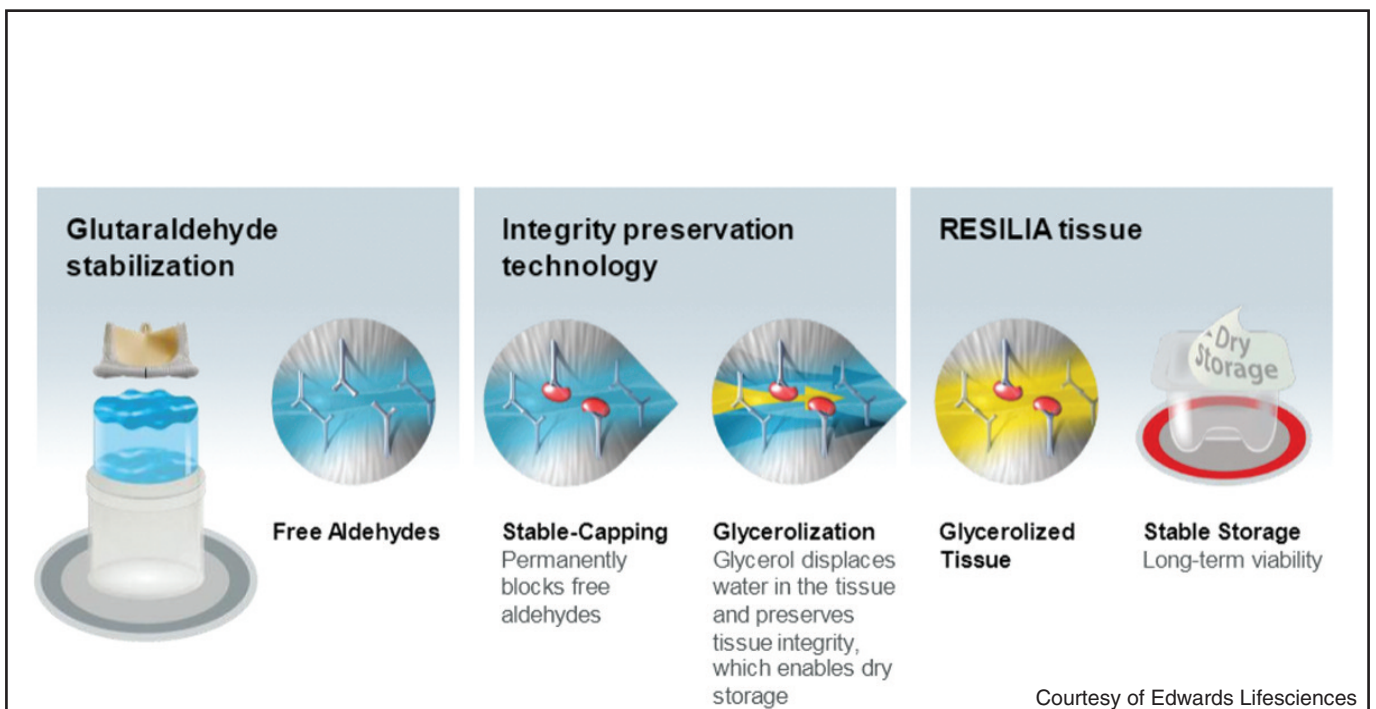 Glutaraldehyde
stabilization
Free Aldehydes
Integrity preservation
technology
Stable-Capping
Permanently
blocks free
aldehydes
Glycerolization
Glycerol displaces
water in the tissue
and preserves
tissue integrity,
which enables dry
storage
RESILIA tissue
Glycerolized
Tissue
Dry
Storage
Stable Storage
Long-term viability
Courtesy of Edwards Lifesciences